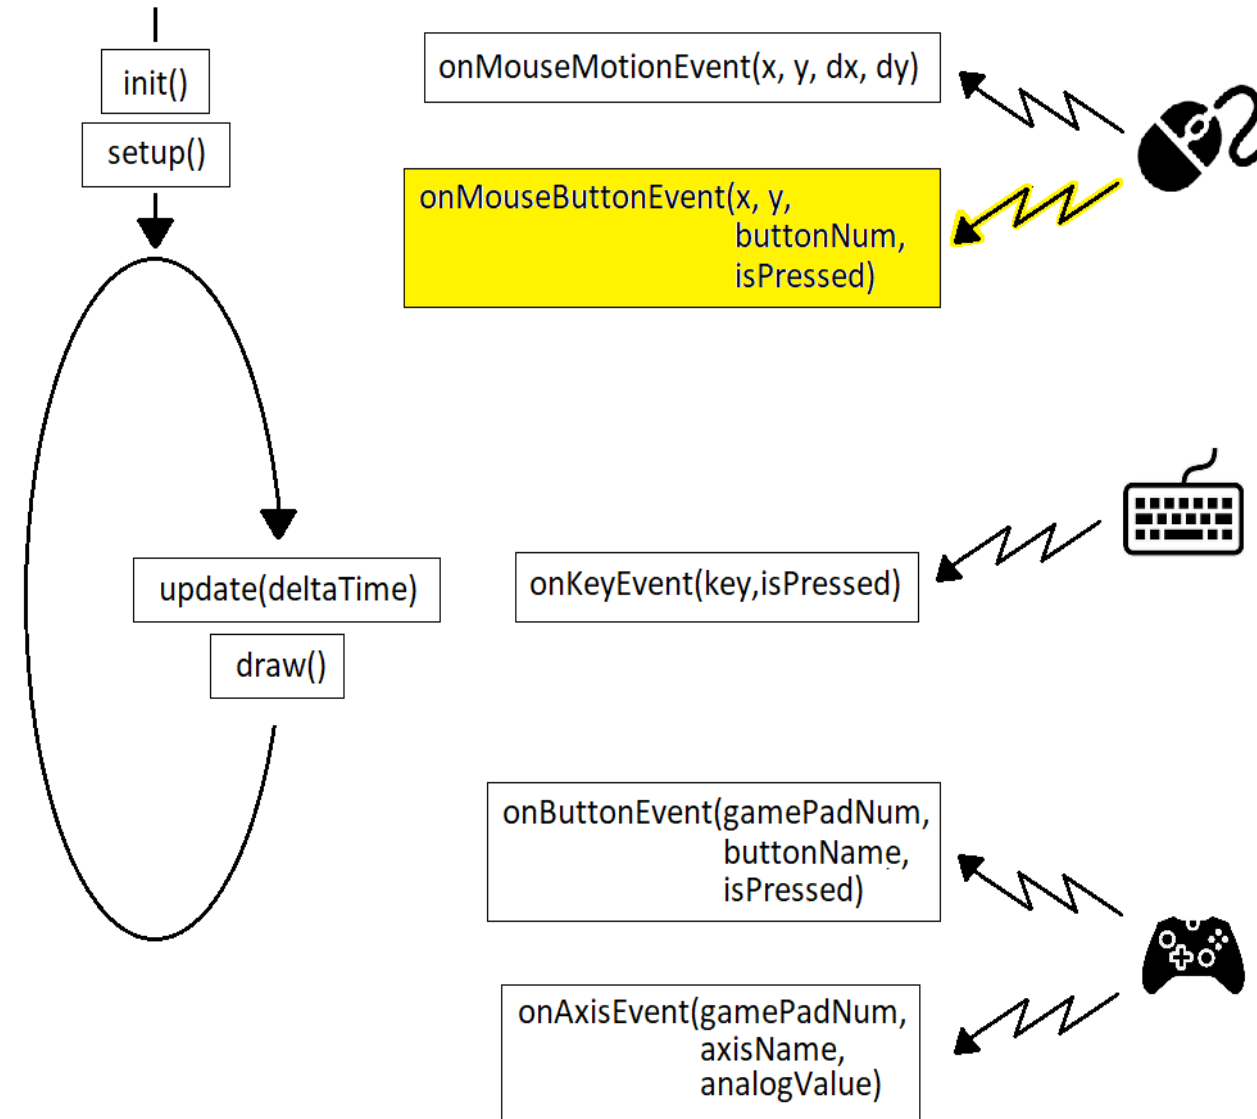 init()
setup()
update(deltaTime)
draw()
onMouseMotionEvent(x, y, dx, dy)
onMouseButtonEvent(x, y,
buttonNum,
isPressed)
onKeyEvent(key,isPressed)
onButtonEvent(gamePadNum,
buttonName,
isPressed)
onAxisEvent(gamePadNum,
axisName,
analogValue)